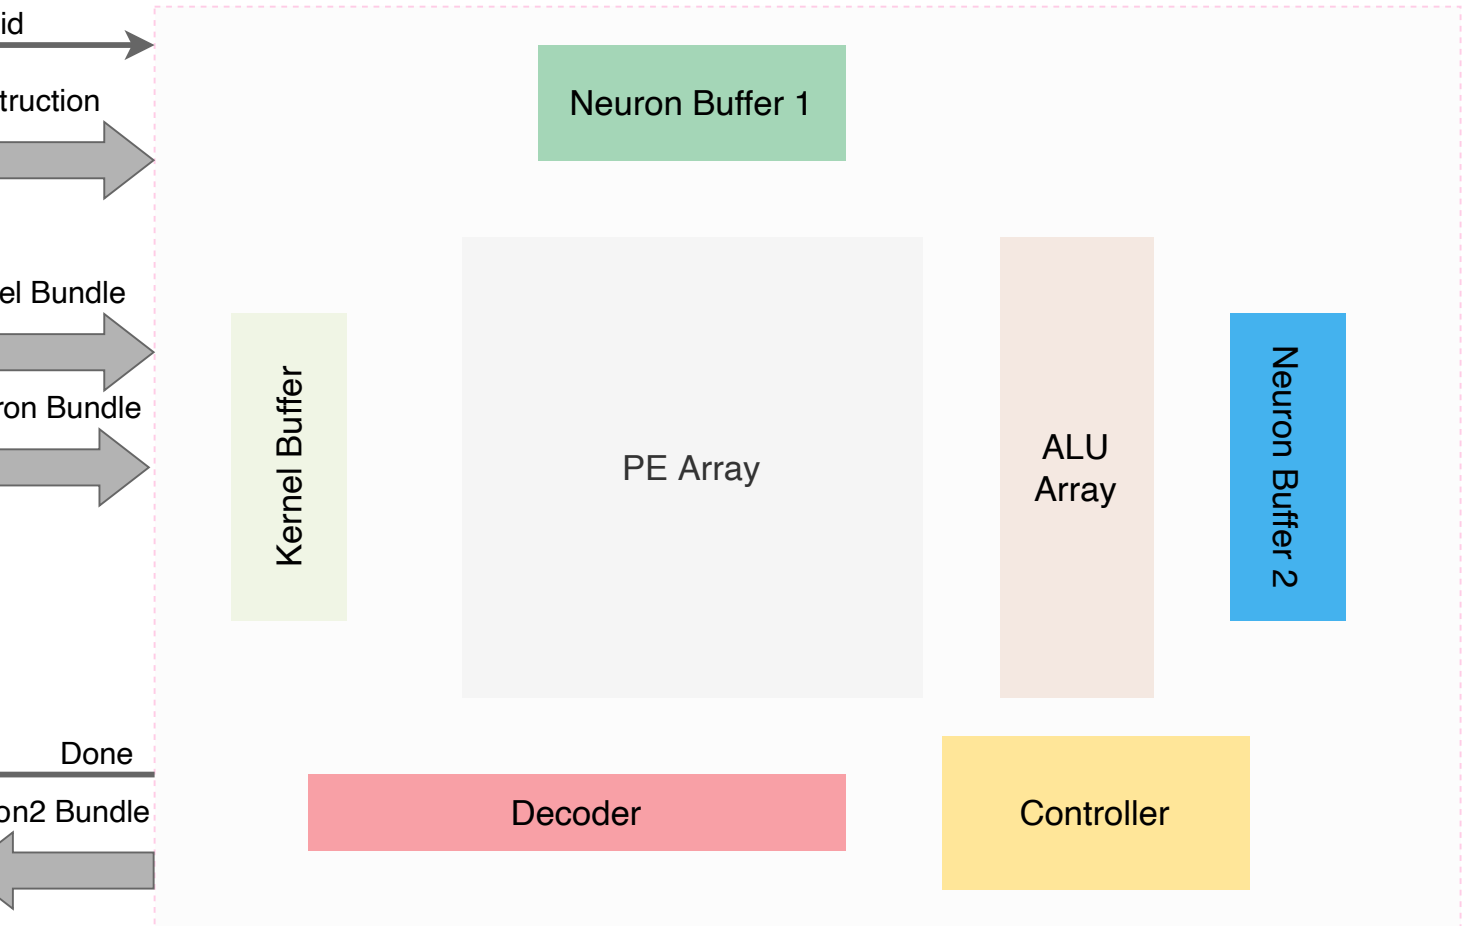 id
truction
el Bundle
ron Bundle
Done
on2 Bundle
Neuron Buffer 1
Kernel Buffer
PE Array
ALU
Array
Neuron Buffer 2
Decoder
Controller